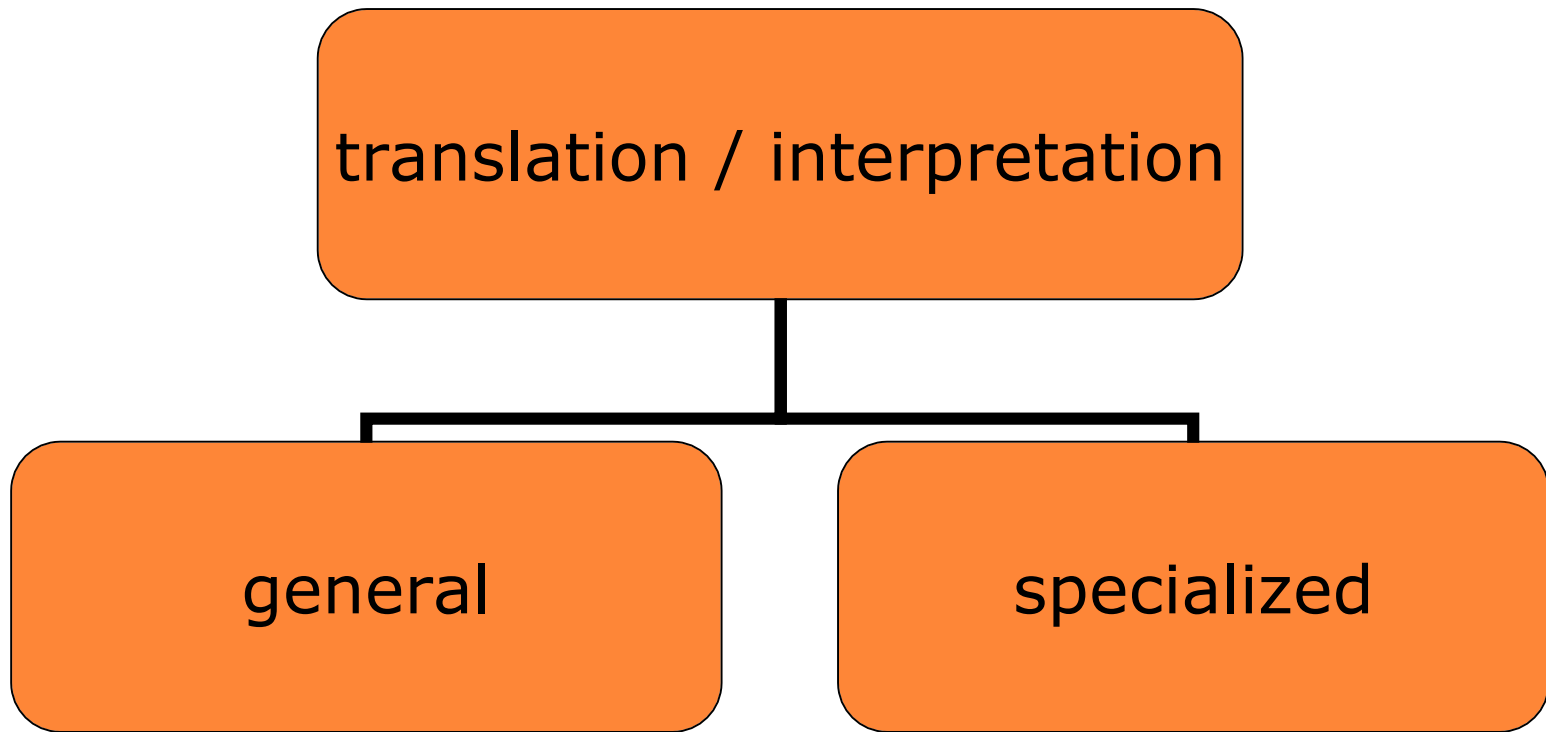 translation / interpretation
general
specialized